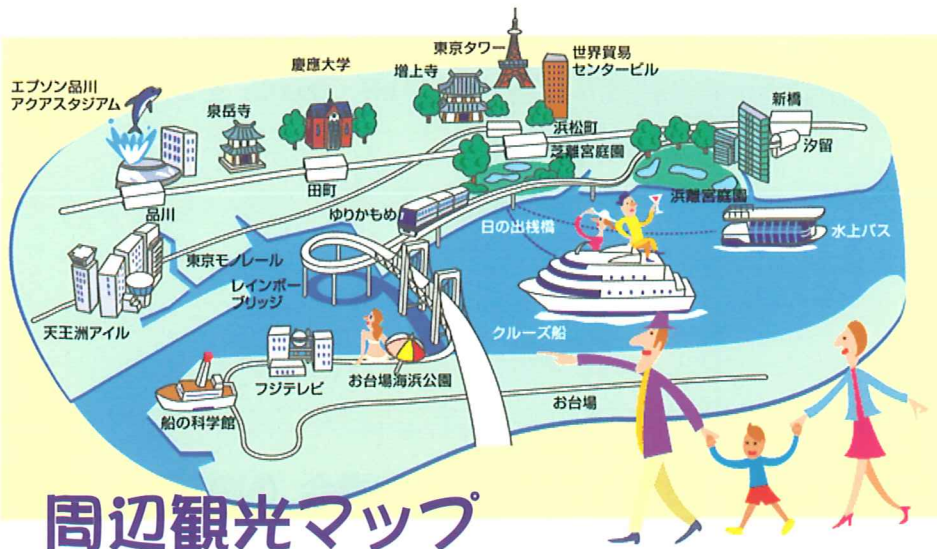 東京タワー
世界貿易
センタービル
慶應大学
増上寺
エプソン品川
アクアスタジアム
泉岳寺
新橋
浜松町
汐留
芝離宮庭園
田町
浜離宮庭園
品川
ゆりかもめ
日の出桟橋
水上バス
東京モノレール
レインボー
ブリッジ
天王洲アイル
クルーズ船
フジテレビ
お台場海浜公園
お台場
船の科学館
周辺観光マップ